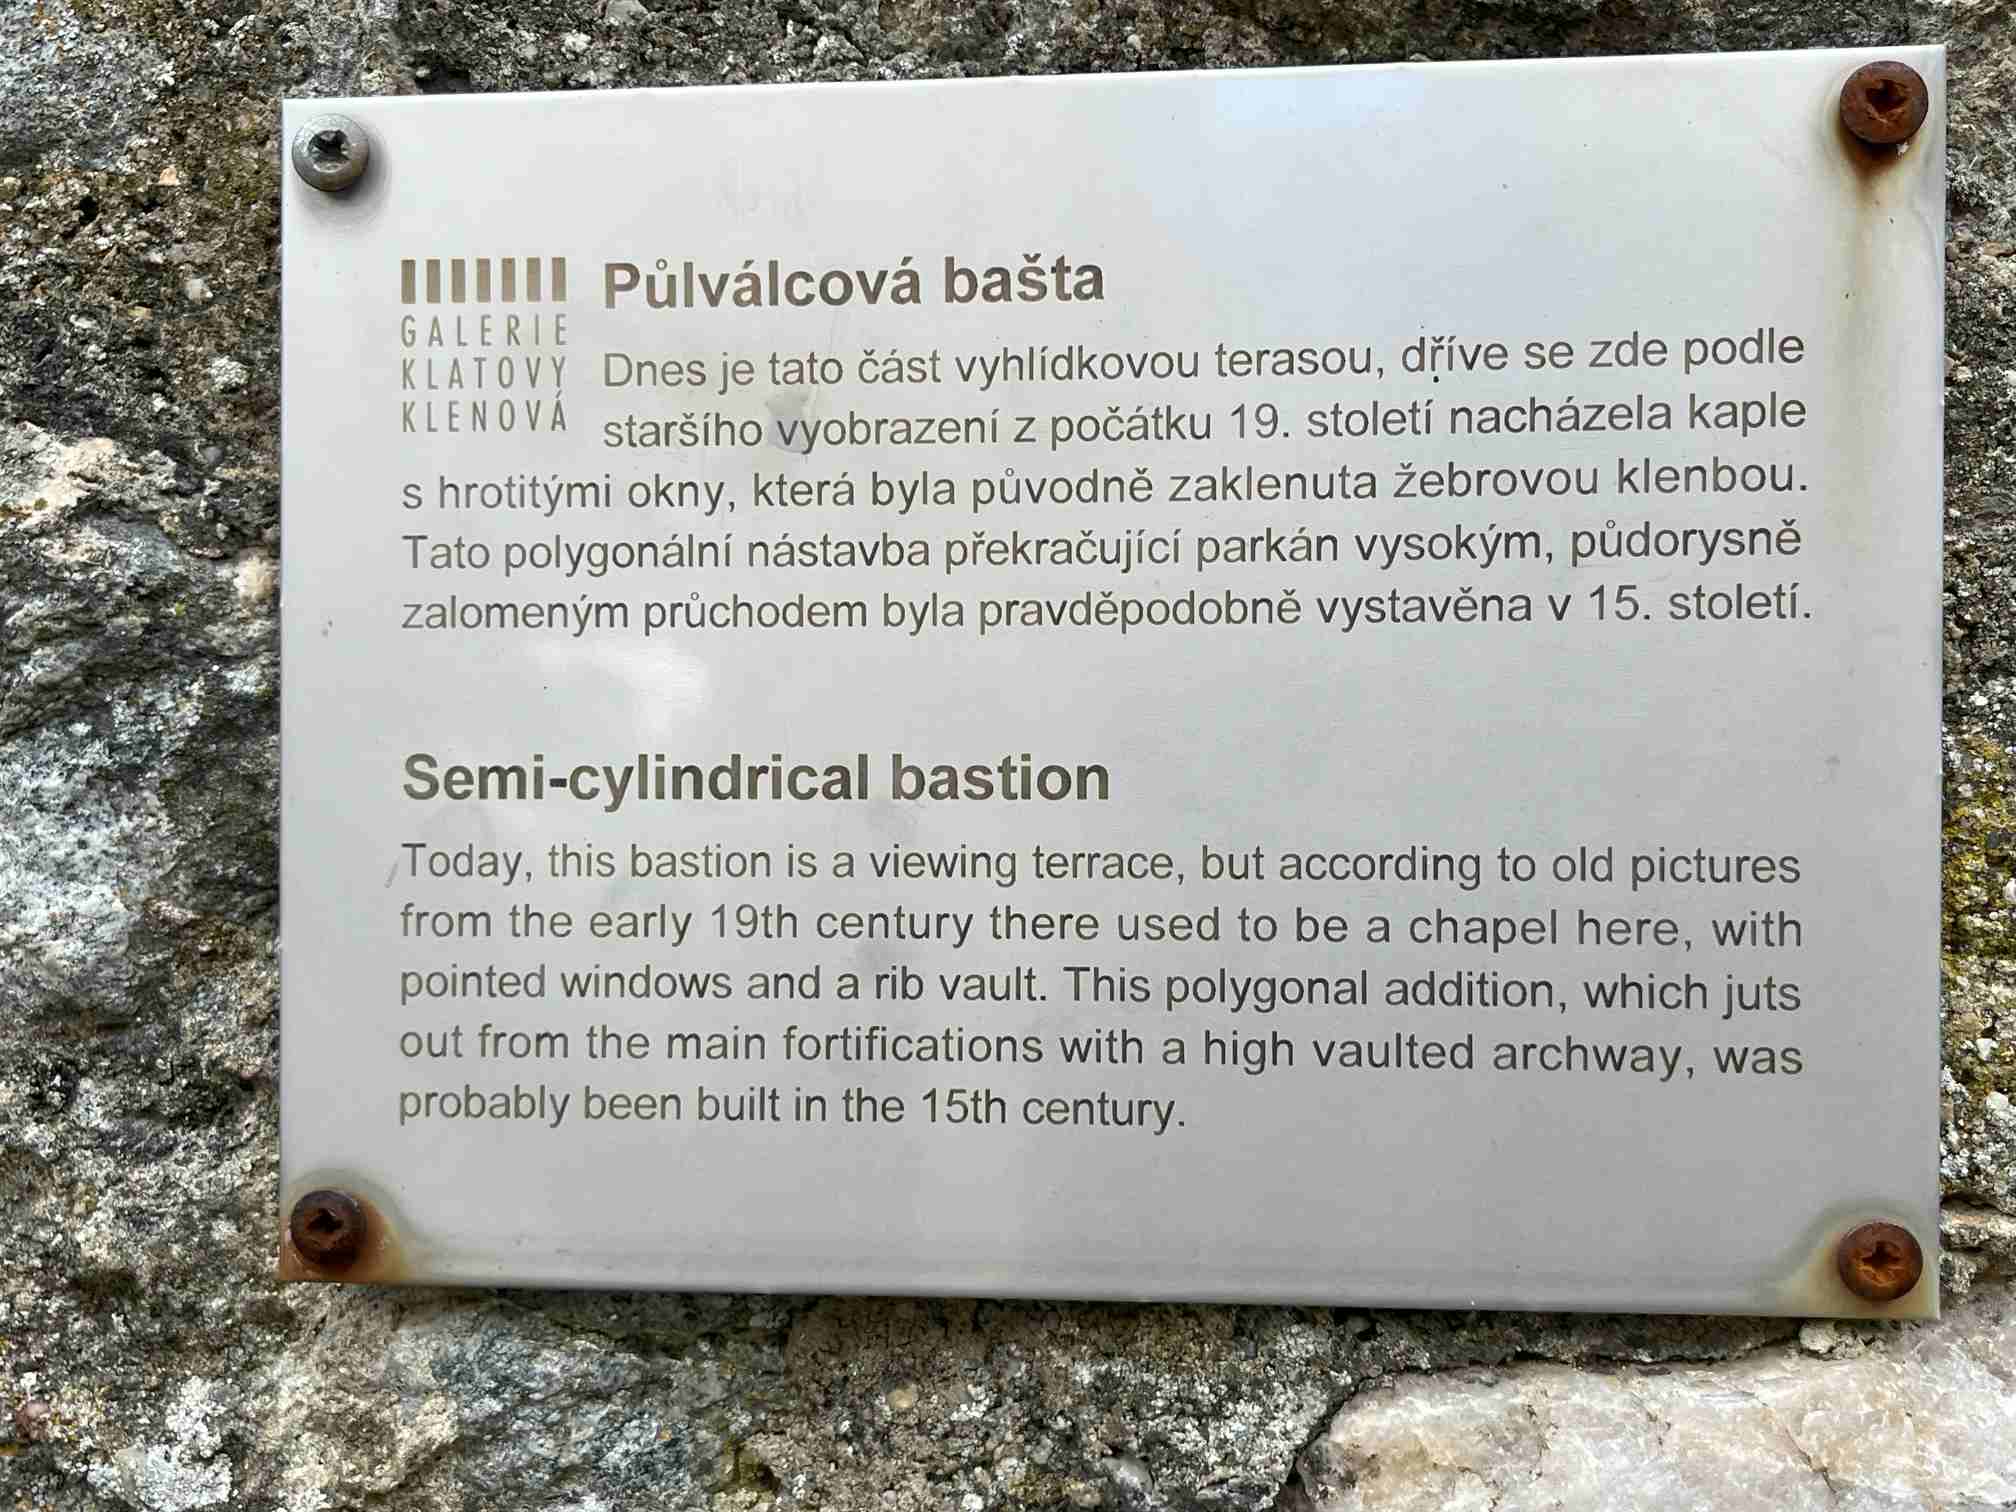 GALERIE
KLATOVY
KLENOVÁ
Půlválcová bašta
Dnes je tato část vyhlídkovou terasou, dříve se zde podle
staršího vyobrazení z počátku 19. století nacházela kaple
s hrotitými okny, která byla původně zaklenuta žebrovou klenbou.
Tato polygonální nástavba překračující parkán vysokým, půdorysně
zalomeným průchodem byla pravděpodobně vystavěna v 15. století.
Semi-cylindrical bastion
Today, this bastion is a viewing terrace, but according to old pictures
from the early 19th century there used to be a chapel here, with
pointed windows and a rib vault. This polygonal addition, which juts
out from the main fortifications with a high vaulted archway, was
probably been built in the 15th century.